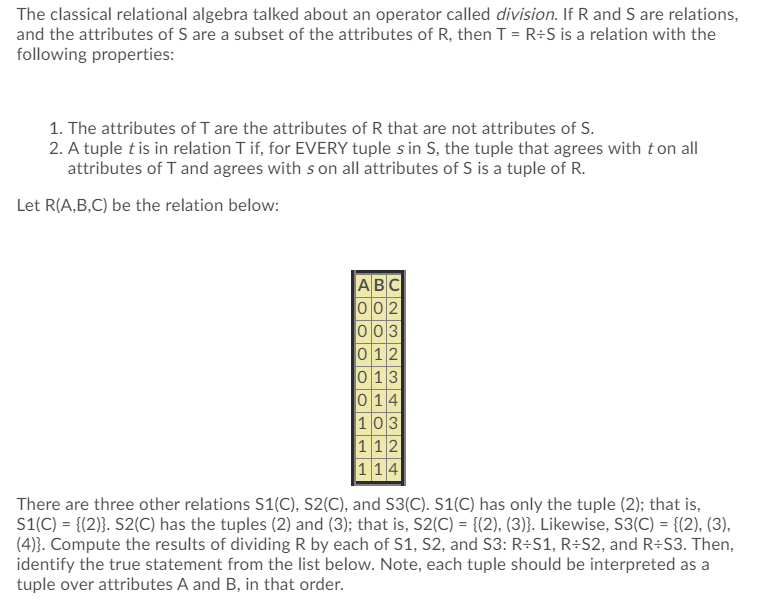 The classical relational algebra talked about an operator called division. If R and S are relations,
and the attributes of S are a subset of the attributes of R, then T = R÷S is a relation with the
following properties:
1. The attributes of T are the attributes of R that are not attributes of S.
2. A tuple t is in relation T if, for EVERY tuple s in S, the tuple that agrees with t on all
attributes of T and agrees with s on all attributes of S is a tuple of R.
Let R(A,B,C) be the relation below:
A B C
0 0 2
0 0 3
0 1 2
0 1 3
0 1 4
1 0 3
1 1 2
1 1 4
There are three other relations S1(C), S2(C), and S3(C). S1(C) has only the tuple (2); that is,
S1(C) = {(2)}. S2(C) has the tuples (2) and (3); that is, S2(C) = {(2), (3)}. Likewise, S3(C) = {(2), (3),
(4)}. Compute the results of dividing R by each of S1, S2, and S3: R÷S1, R÷S2, and R÷S3. Then,
identify the true statement from the list below. Note, each tuple should be interpreted as a
tuple over attributes A and B, in that order.